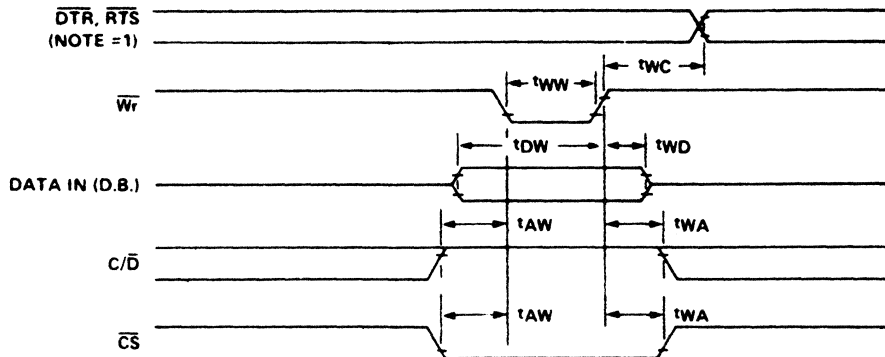 DTR, RTS
(NOTE =1)
tWC
tWW
Wr
tDW
tWD
DATA IN (D.B.)
tAW
tWA
C/D
tAW
tWA
CS